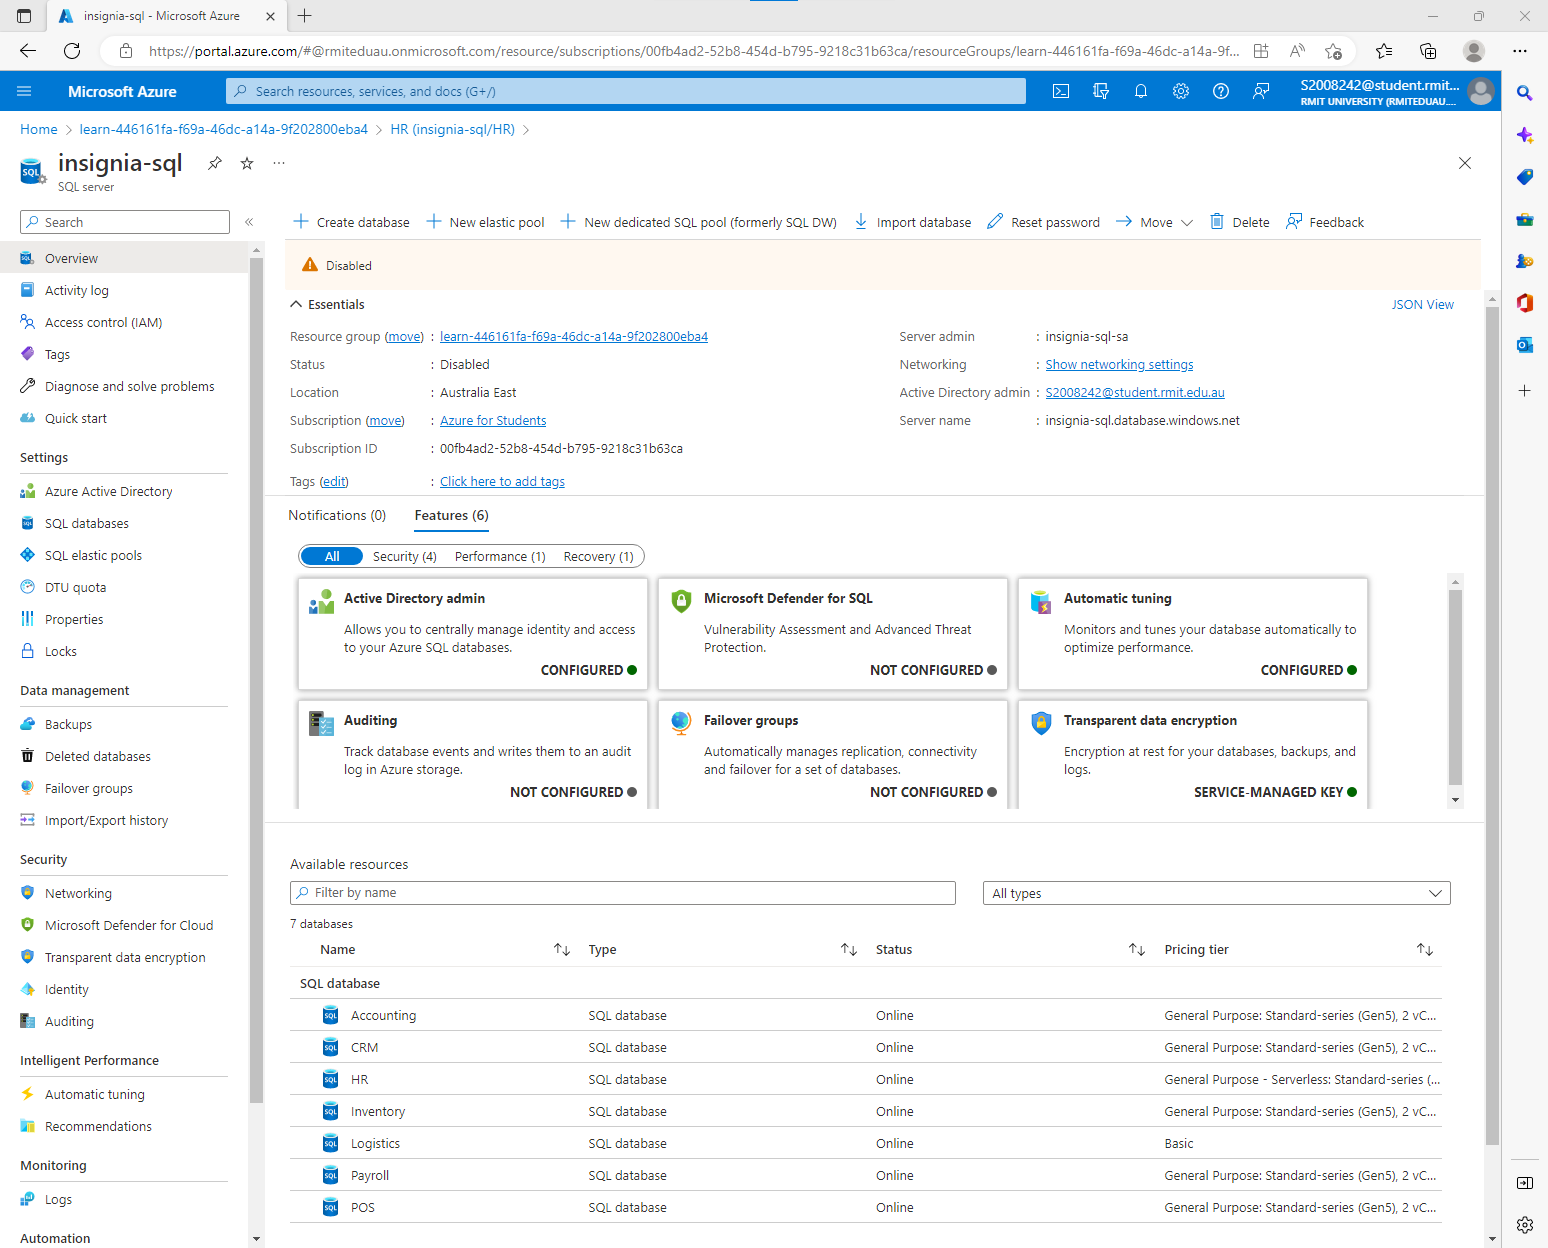 insignia-sql - Microsoft Azure
https://portal.azure.com/#@rmiteduau.onmicrosoft.com/resource/subscriptions/00fb4ad2-52b8-454d-b795-9218c31b63ca/resourceGroups/learn-446161fa-f69a-46dc-a14a-9f...
Microsoft Azure
Search resources, services, and docs (G+/)
S2008242@student.rmit...
RMIT UNIVERSITY (RMITEDUAU....
Home > learn-446161fa-f69a-46dc-a14a-9f202800eba4 > HR (insignia-sql/HR) >
insignia-sql
SQL server
Search
Create database
New elastic pool
New dedicated SQL pool (formerly SQL DW)
Import database
Reset password
Move
Delete
Feedback
Overview
Activity log
Access control (IAM)
Tags
Diagnose and solve problems
Quick start
Settings
Azure Active Directory
SQL databases
SQL elastic pools
DTU quota
Properties
Locks
Data management
Backups
Deleted databases
Failover groups
Import/Export history
Security
Networking
Microsoft Defender for Cloud
Transparent data encryption
Identity
Auditing
Intelligent Performance
Automatic tuning
Recommendations
Monitoring
Logs
Automation
Disabled
Essentials
JSON View
Resource group (move) : learn-446161fa-f69a-46dc-a14a-9f202800eba4
Status : Disabled
Location : Australia East
Subscription (move) : Azure for Students
Subscription ID : 00fb4ad2-52b8-454d-b795-9218c31b63ca
Tags (edit) : Click here to add tags
Server admin : insignia-sql-sa
Networking : Show networking settings
Active Directory admin : S2008242@student.rmit.edu.au
Server name : insignia-sql.database.windows.net
Notifications (0) Features (6)
All Security (4) Performance (1) Recovery (1)
Active Directory admin
Allows you to centrally manage identity and access
to your Azure SQL databases.
CONFIGURED
Microsoft Defender for SQL
Vulnerability Assessment and Advanced Threat
Protection.
NOT CONFIGURED
Automatic tuning
Monitors and tunes your database automatically to
optimize performance.
CONFIGURED
Auditing
Track database events and writes them to an audit
log in Azure storage.
NOT CONFIGURED
Failover groups
Automatically manages replication, connectivity
and failover for a set of databases.
NOT CONFIGURED
Transparent data encryption
Encryption at rest for your databases, backups, and
logs.
SERVICE-MANAGED KEY
Available resources
Filter by name
All types
7 databases
Name Type Status Pricing tier
SQL database
Accounting SQL database Online General Purpose: Standard-series (Gen5), 2 vC...
CRM SQL database Online General Purpose: Standard-series (Gen5), 2 vC...
HR SQL database Online General Purpose - Serverless: Standard-series (...
Inventory SQL database Online General Purpose: Standard-series (Gen5), 2 vC...
Logistics SQL database Online Basic
Payroll SQL database Online General Purpose: Standard-series (Gen5), 2 vC...
POS SQL database Online General Purpose: Standard-series (Gen5), 2 vC...